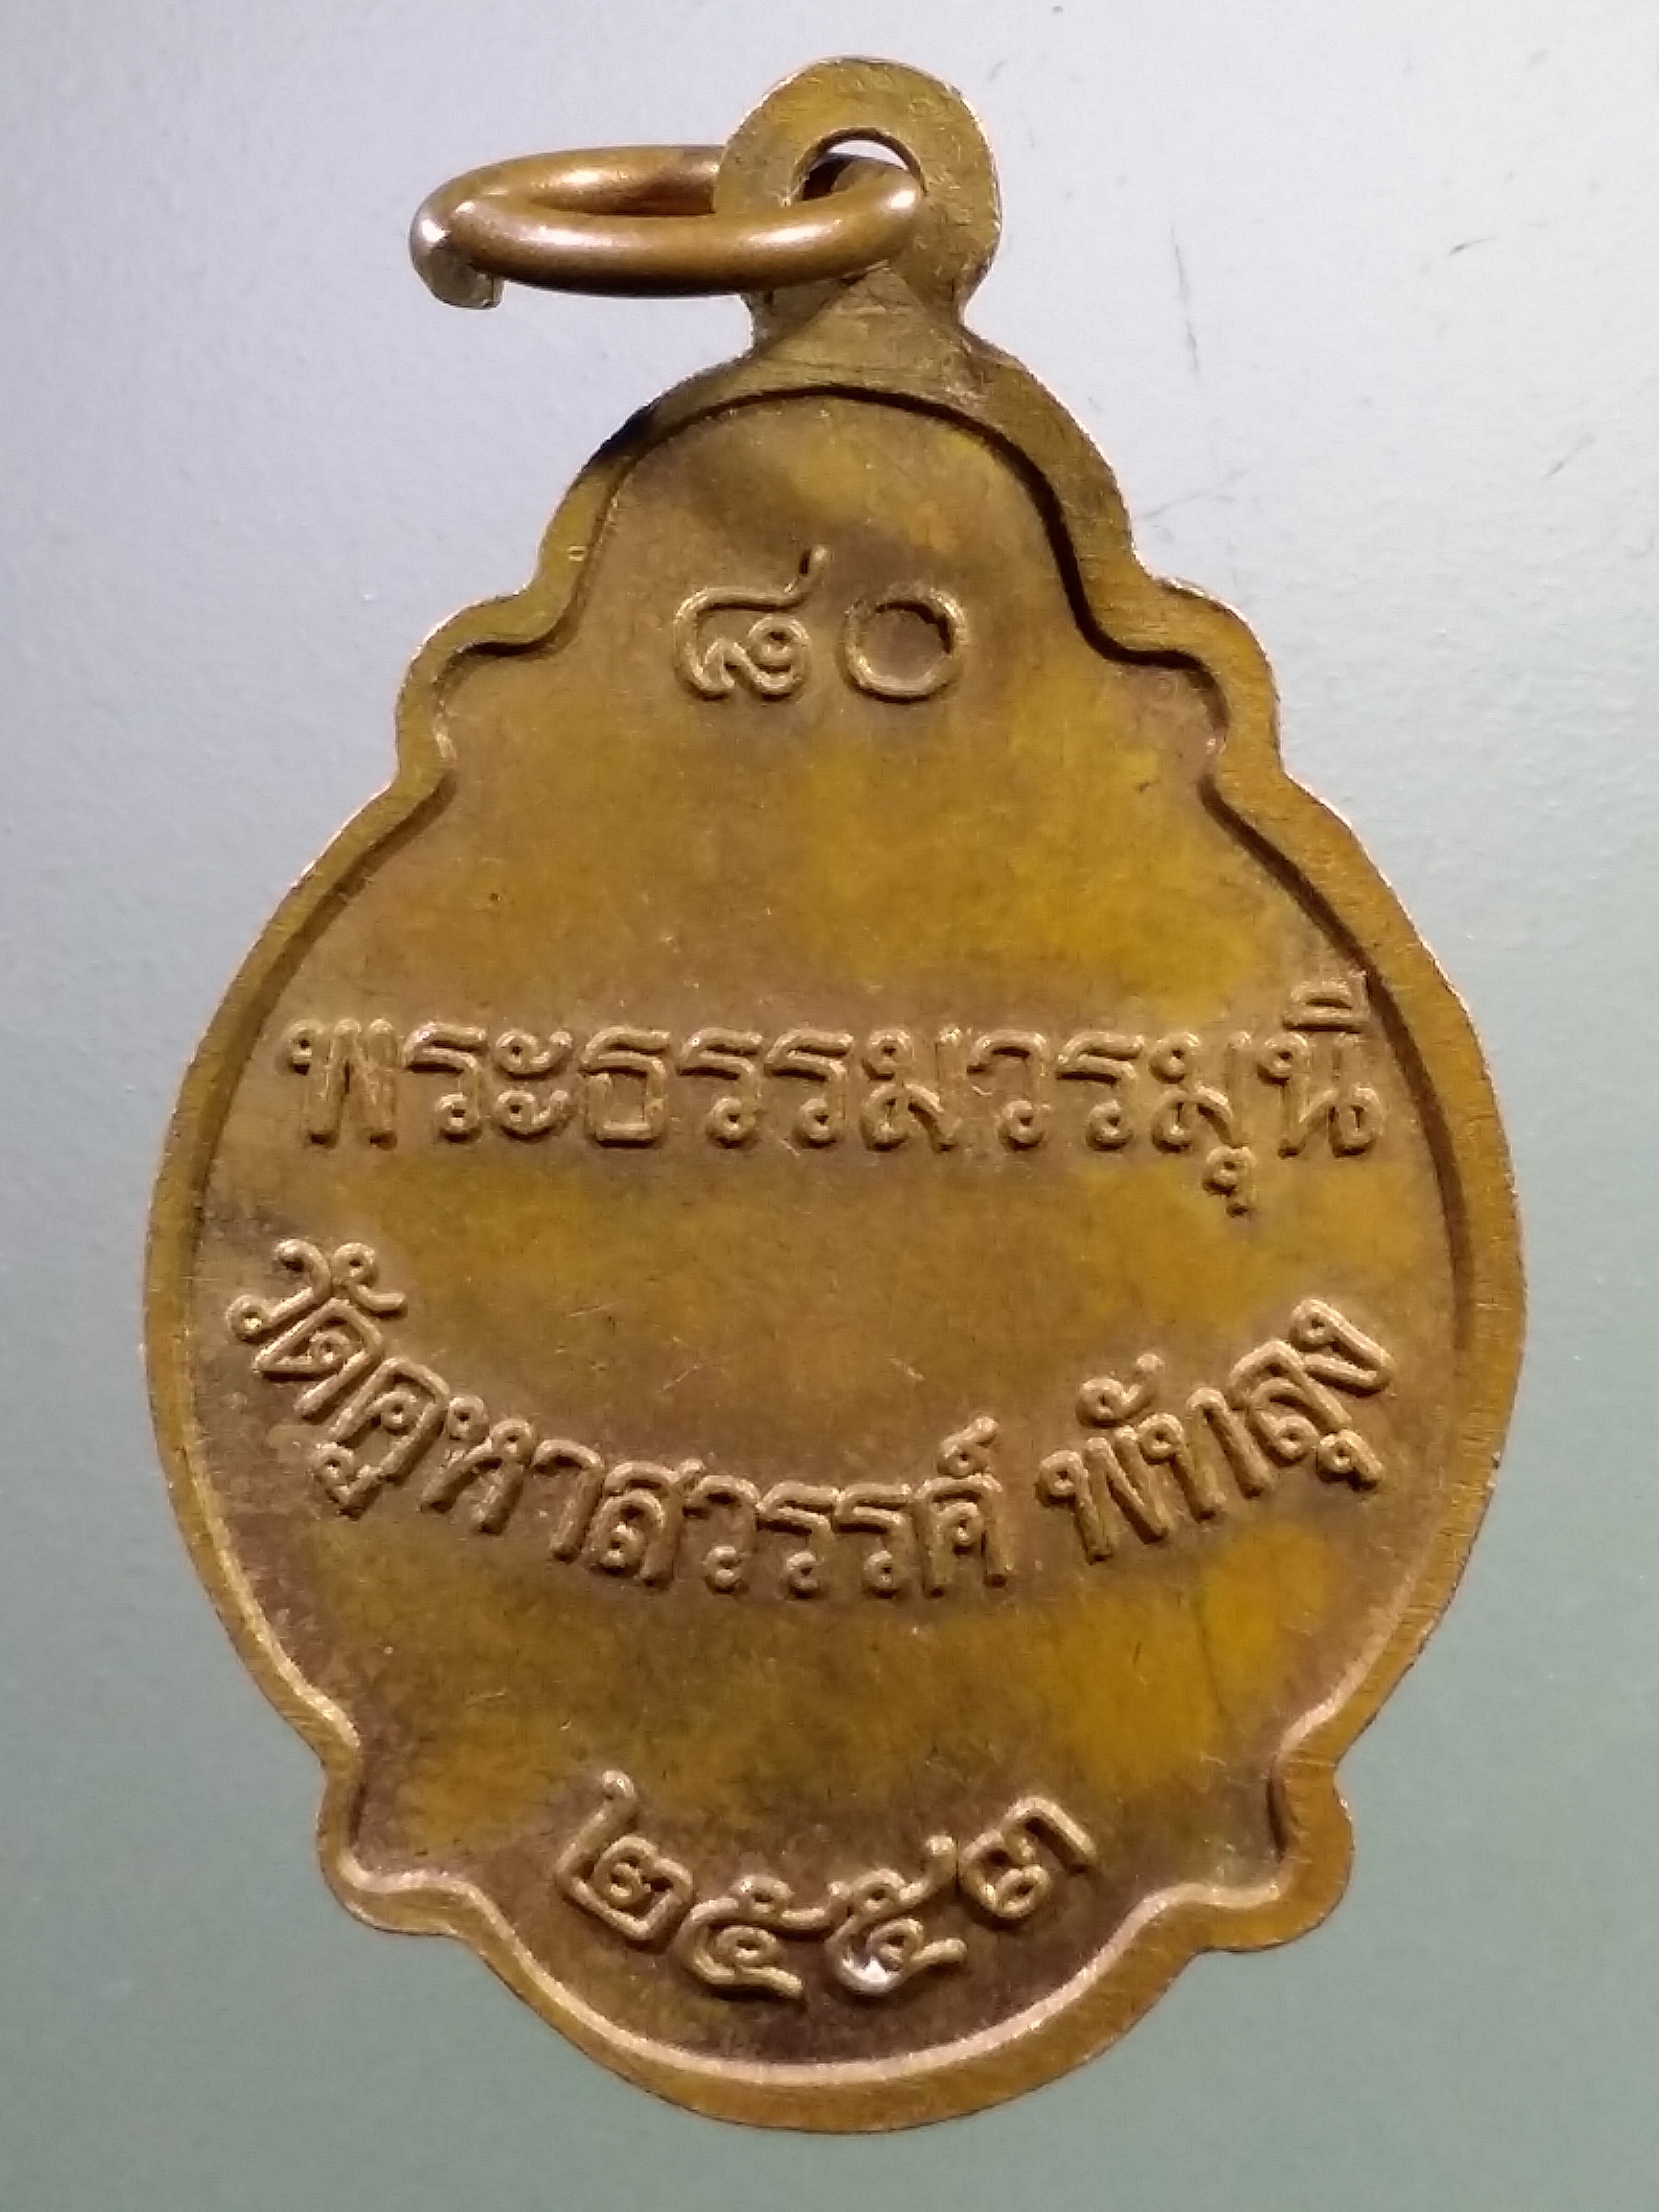 ๘๐
พระธรรมวรมุนี
วัดคูหาสวรรค์ พัทลุง
๒๕๕๓